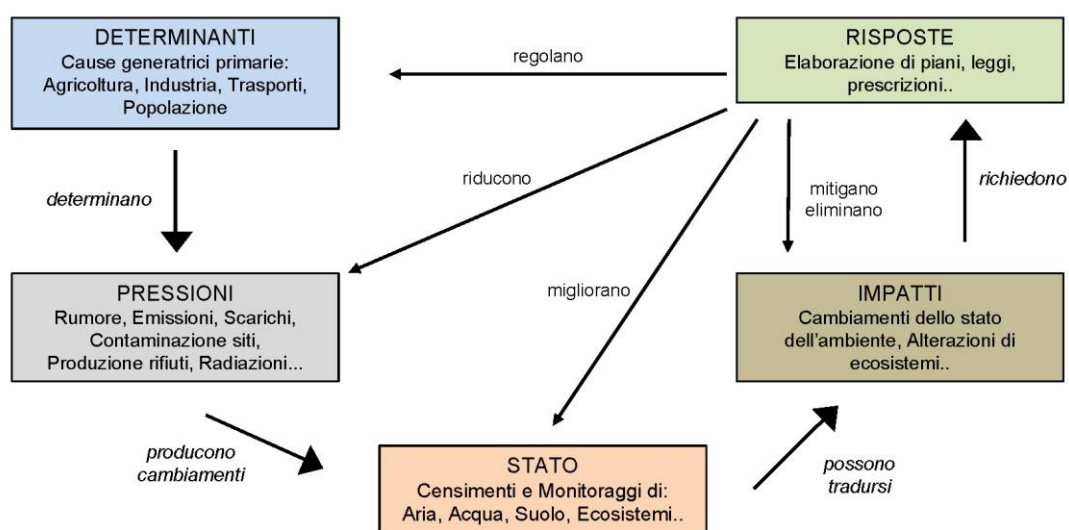 DETERMINANTI
Cause generatrici primarie:
Agricoltura, Industria, Trasporti,
Popolazione
regolano
RISPOSTE
Elaborazione di piani, leggi,
prescrizioni..
determinano
riducono
mitigano
eliminano
richiedono
PRESSIONI
Rumore, Emissioni, Scarichi,
Contaminazione siti,
Produzione rifiuti, Radiazioni...
migliorano
IMPATTI
Cambiamenti dello stato
dell'ambiente, Alterazioni di
ecosistemi..
producono
cambiamenti
STATO
Censimenti e Monitoraggi di:
Aria, Acqua, Suolo, Ecosistemi..
possono
tradursi